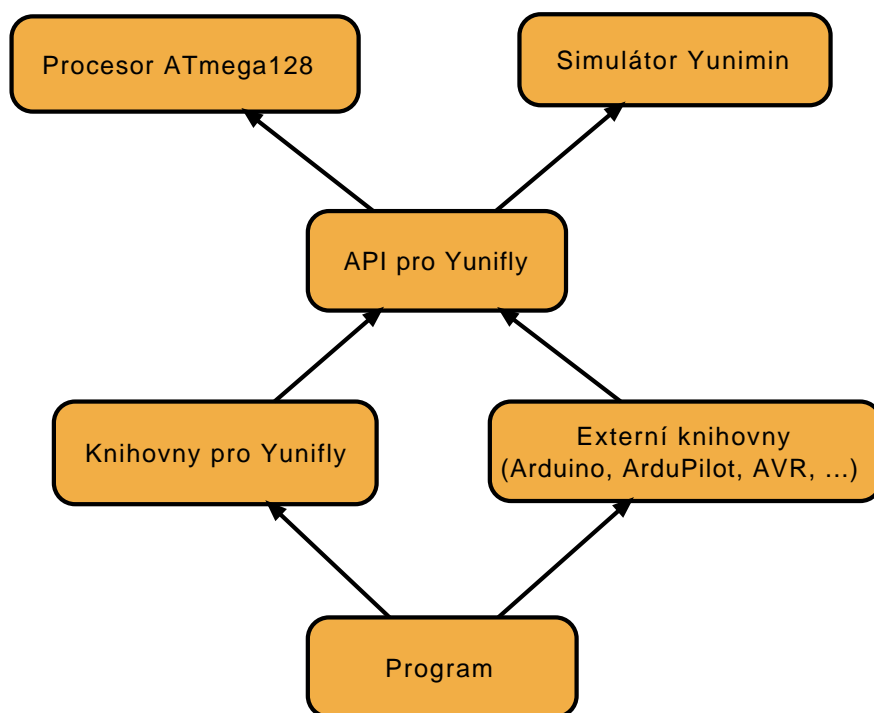 Procesor ATmega128
Simulátor Yunimin
API pro Yunifly
Knihovny pro Yunifly
Externí knihovny
(Arduino, ArduPilot, AVR, ...)
Program